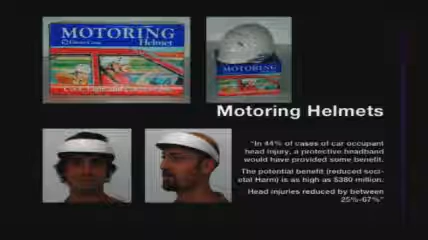 MOTORING
Helmet
MOTORING
Motoring Helmets
"In 44% of cases of car occupant
head injury, a protective headband
would have provided some benefit.
The potential benefit (reduced soci-
etal Harm) is as high as $380 million.
Head injuries reduced by between
25%-67%"